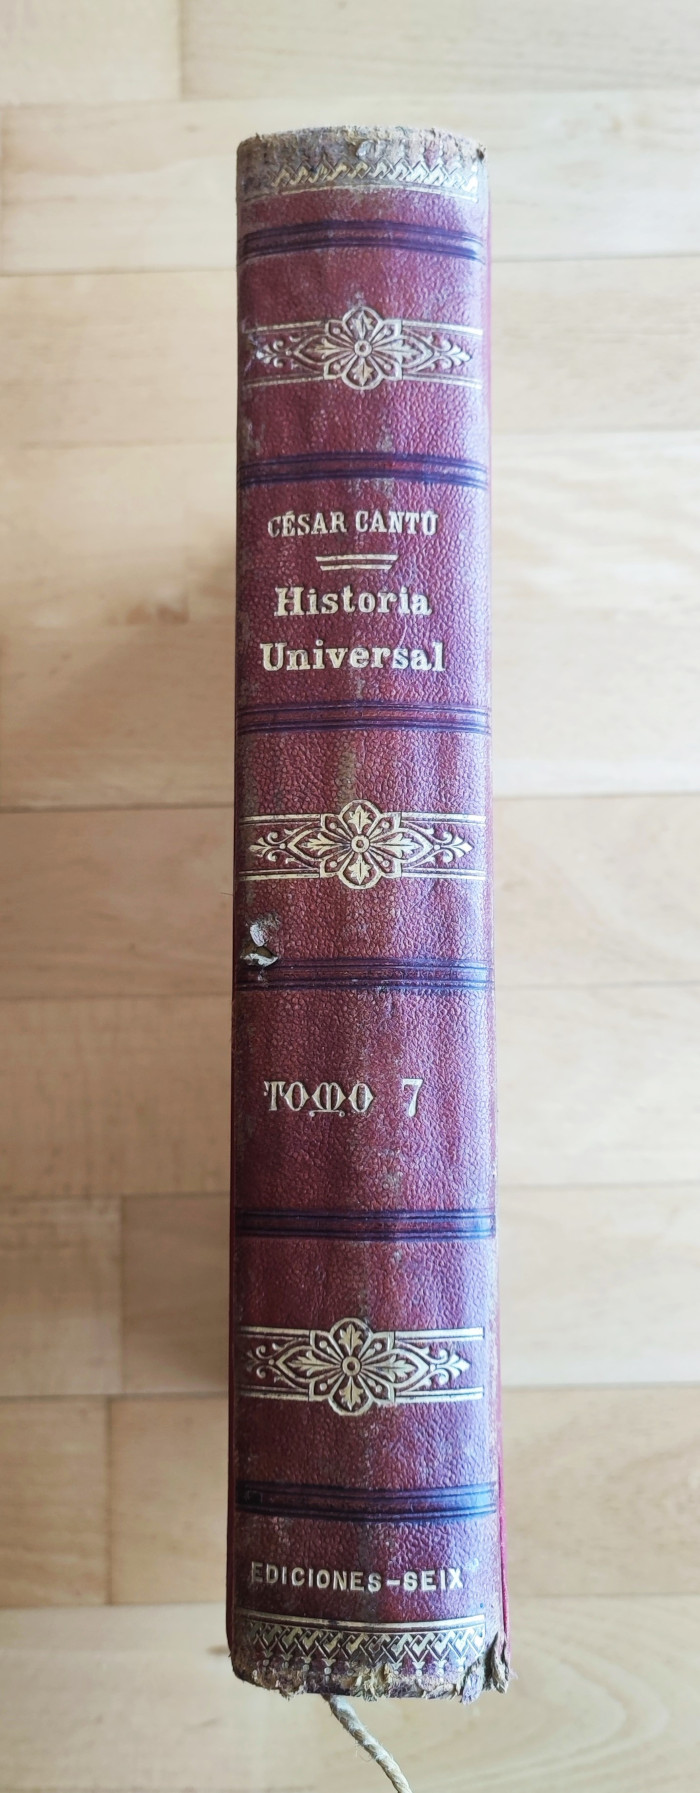 CÉSAR CANTÚ
Historia
Universal
TOMO 7
EDICIONES-SEIX